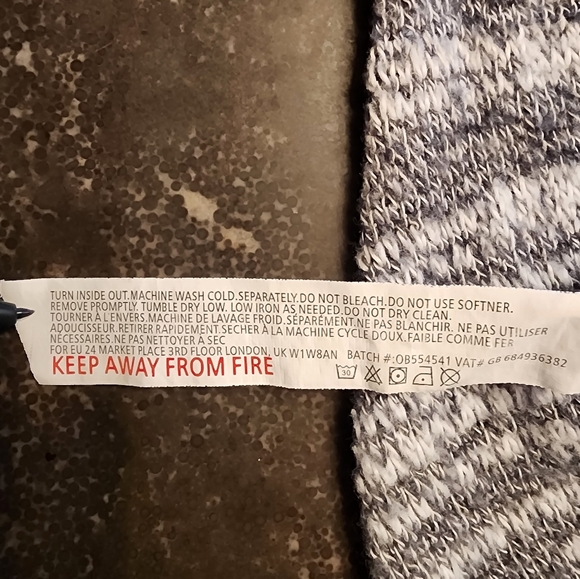 TURN INSIDE OUT.MACHINE WASH COLD.SEPARATELY.DO NOT BLEACH.DO NOT USE SOFTNER.
REMOVE PROMPTLY. TUMBLE DRY LOW. LOW IRON AS NEEDED.DO NOT DRY CLEAN.
TOURNER A L'ENVERS.MACHINE DE LAVAGE FROID.SÉPARÉMENT.NE PAS BLANCHIR. NE PAS UTILISER
ADOUCISSEUR.RETIRER RAPIDEMENT.SECHER À LA MACHINE CYCLE DOUX.FAIBLE COMME FER
NÉCESSAIRES.NE PAS NETTOYER A SEC
FOR EU 24 MARKET PLACE 3RD FLOOR LONDON, UK W1W8AN BATCH #:OB554541 VAT# GB 684936382
KEEP AWAY FROM FIRE
30